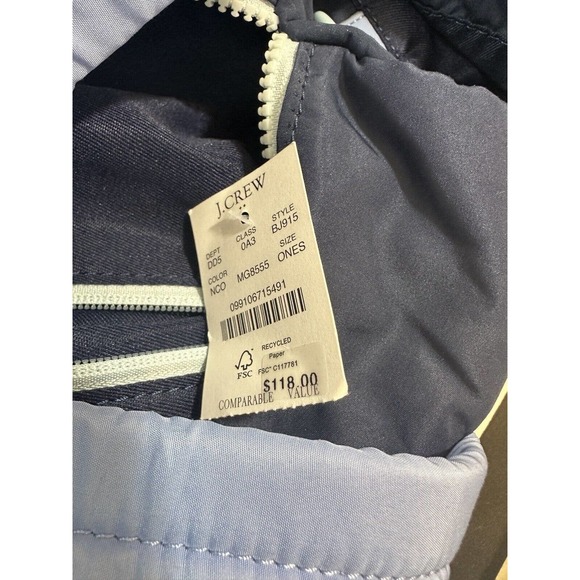 J.CREW
DEPT CLASS STYLE
DD5 0A3 BJ915
COLOR SIZE
NCO MG8555 ONES
099106715491
FSC
RECYCLED
Paper
FSC® C117781
$118.00
COMPARABLE VALUE